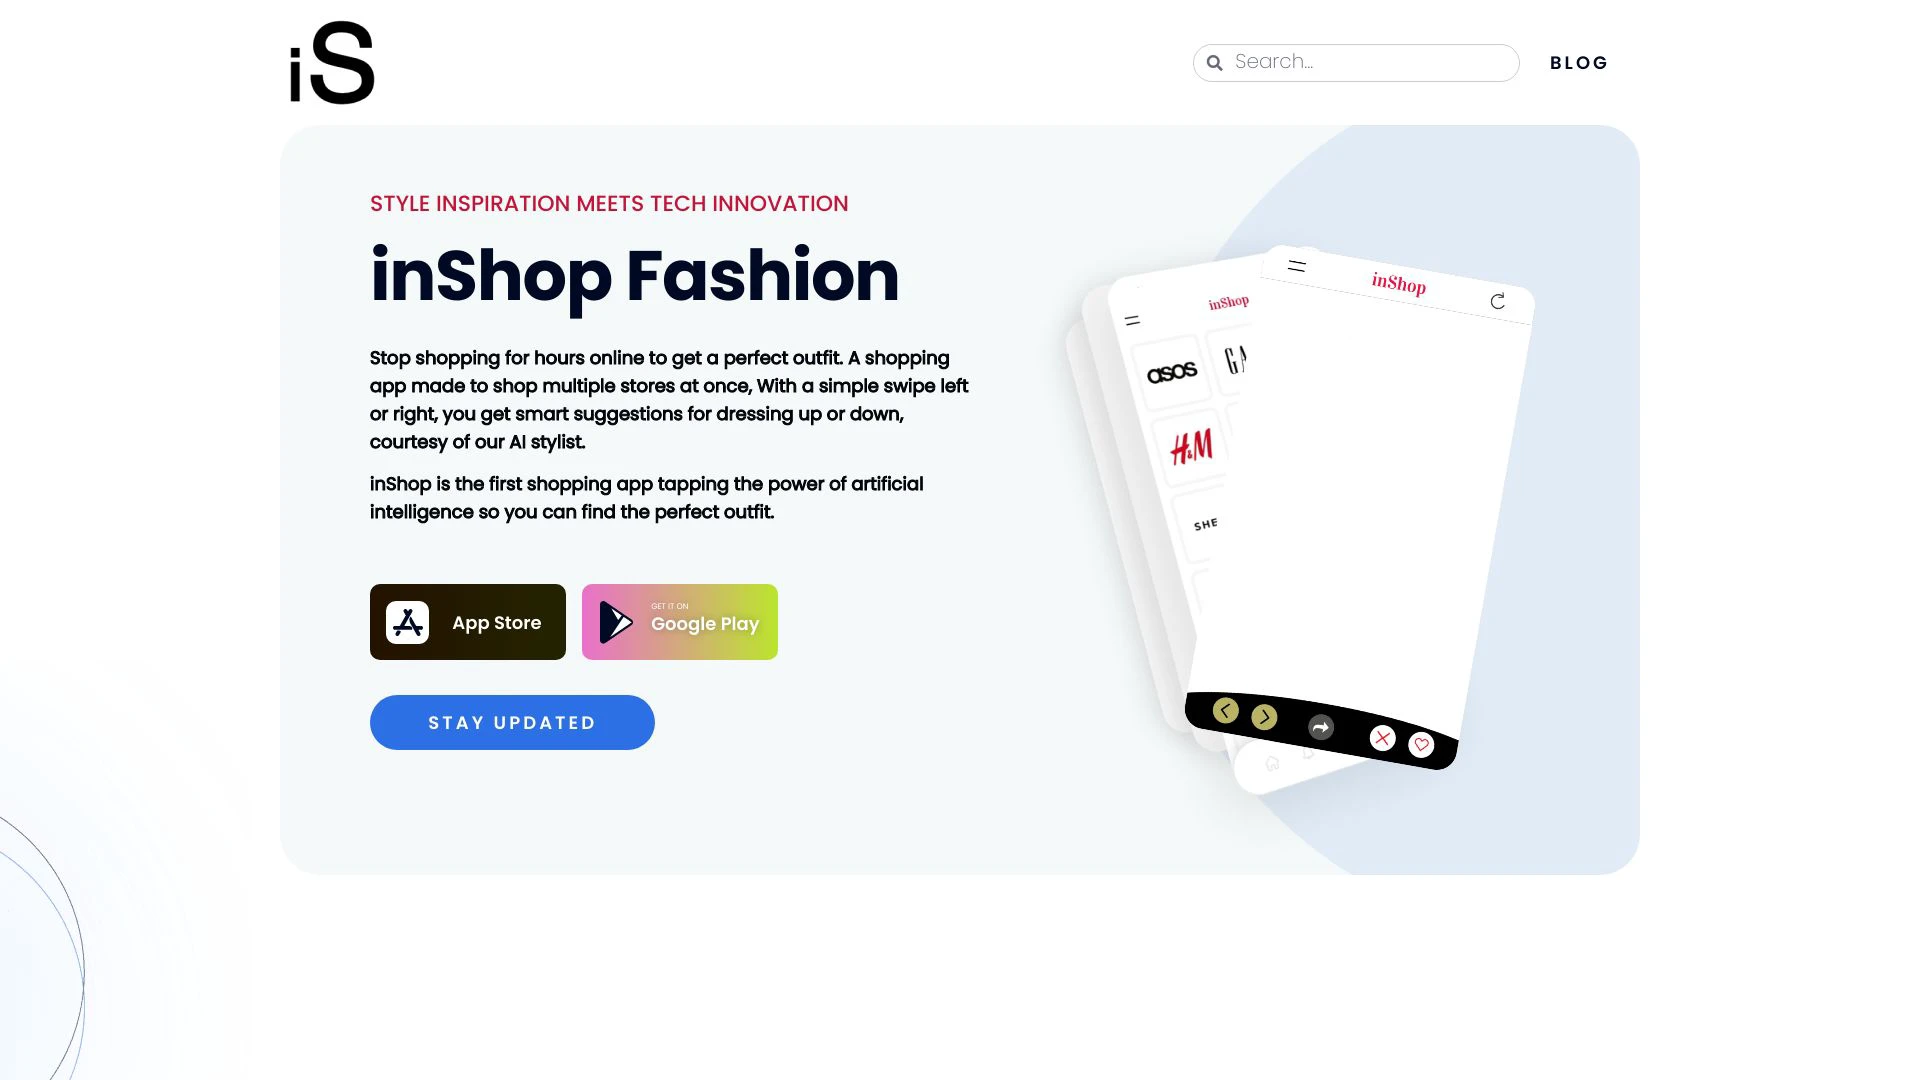 iS
Search...
BLOG
STYLE INSPIRATION MEETS TECH INNOVATION
inShop Fashion
Stop shopping for hours online to get a perfect outfit. A shopping
app made to shop multiple stores at once, With a simple swipe left
or right, you get smart suggestions for dressing up or down,
courtesy of our AI stylist.
inShop is the first shopping app tapping the power of artificial
intelligence so you can find the perfect outfit.
App Store
GET IT ON
Google Play
STAY UPDATED
inShop
inShop
asos
GA
H&M
SHE